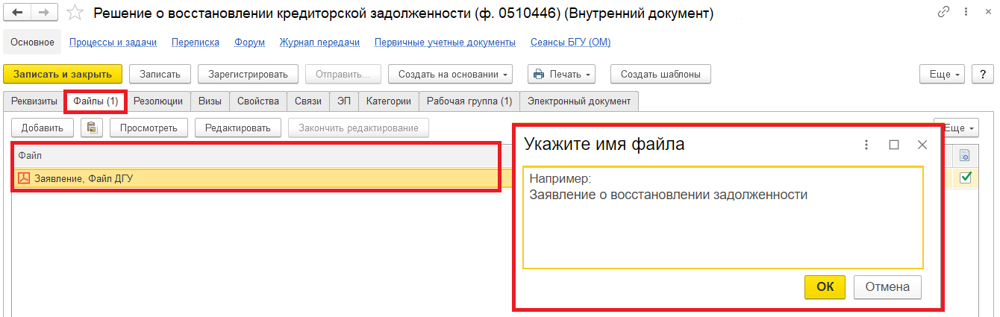 Решение о восстановлении кредиторской задолженности (ф. 0510446) (Внутренний документ)
Основное Процессы и задачи Переписка Форум Журнал передачи Первичные учетные документы Сеансы БГУ (ОМ)
Записать и закрыть Записать Зарегистрировать Отправить... Создать на основании Печать Создать шаблоны Еще ?
Реквизиты Файлы (1) Резолюции Визы Свойства Связи ЭП Категории Рабочая группа (1) Электронный документ
Добавить Просмотреть Редактировать Закончить редактирование Еще
Файл
Заявление, Файл ДГУ
Укажите имя файла
Например:
Заявление о восстановлении задолженности
ОК Отмена